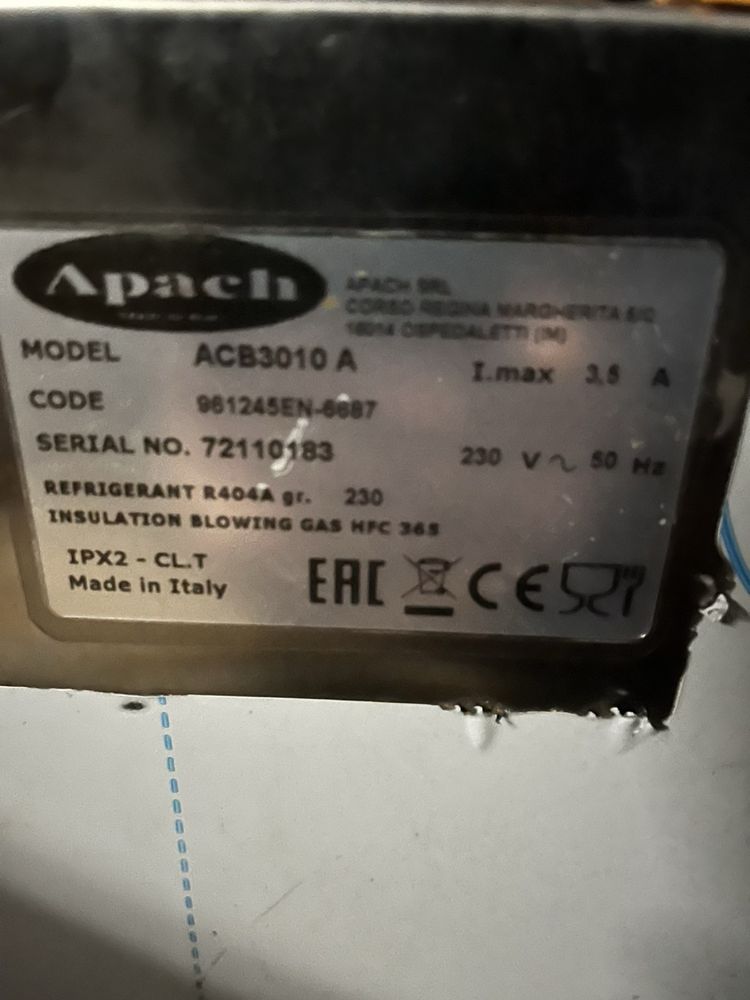 Apach
APACH SRL
CORSO REGINA MARGHERITA
OSPEDALETTI (IM)
MODEL ACB3010 A
I.max 3,5 A
CODE 961245EN-6687
SERIAL NO. 72110183
230 V ~ 50 Hz
REFRIGERANT R404A gr. 230
INSULATION BLOWING GAS HFC 365
IPX2 - CL.T
Made in Italy
EAC CE